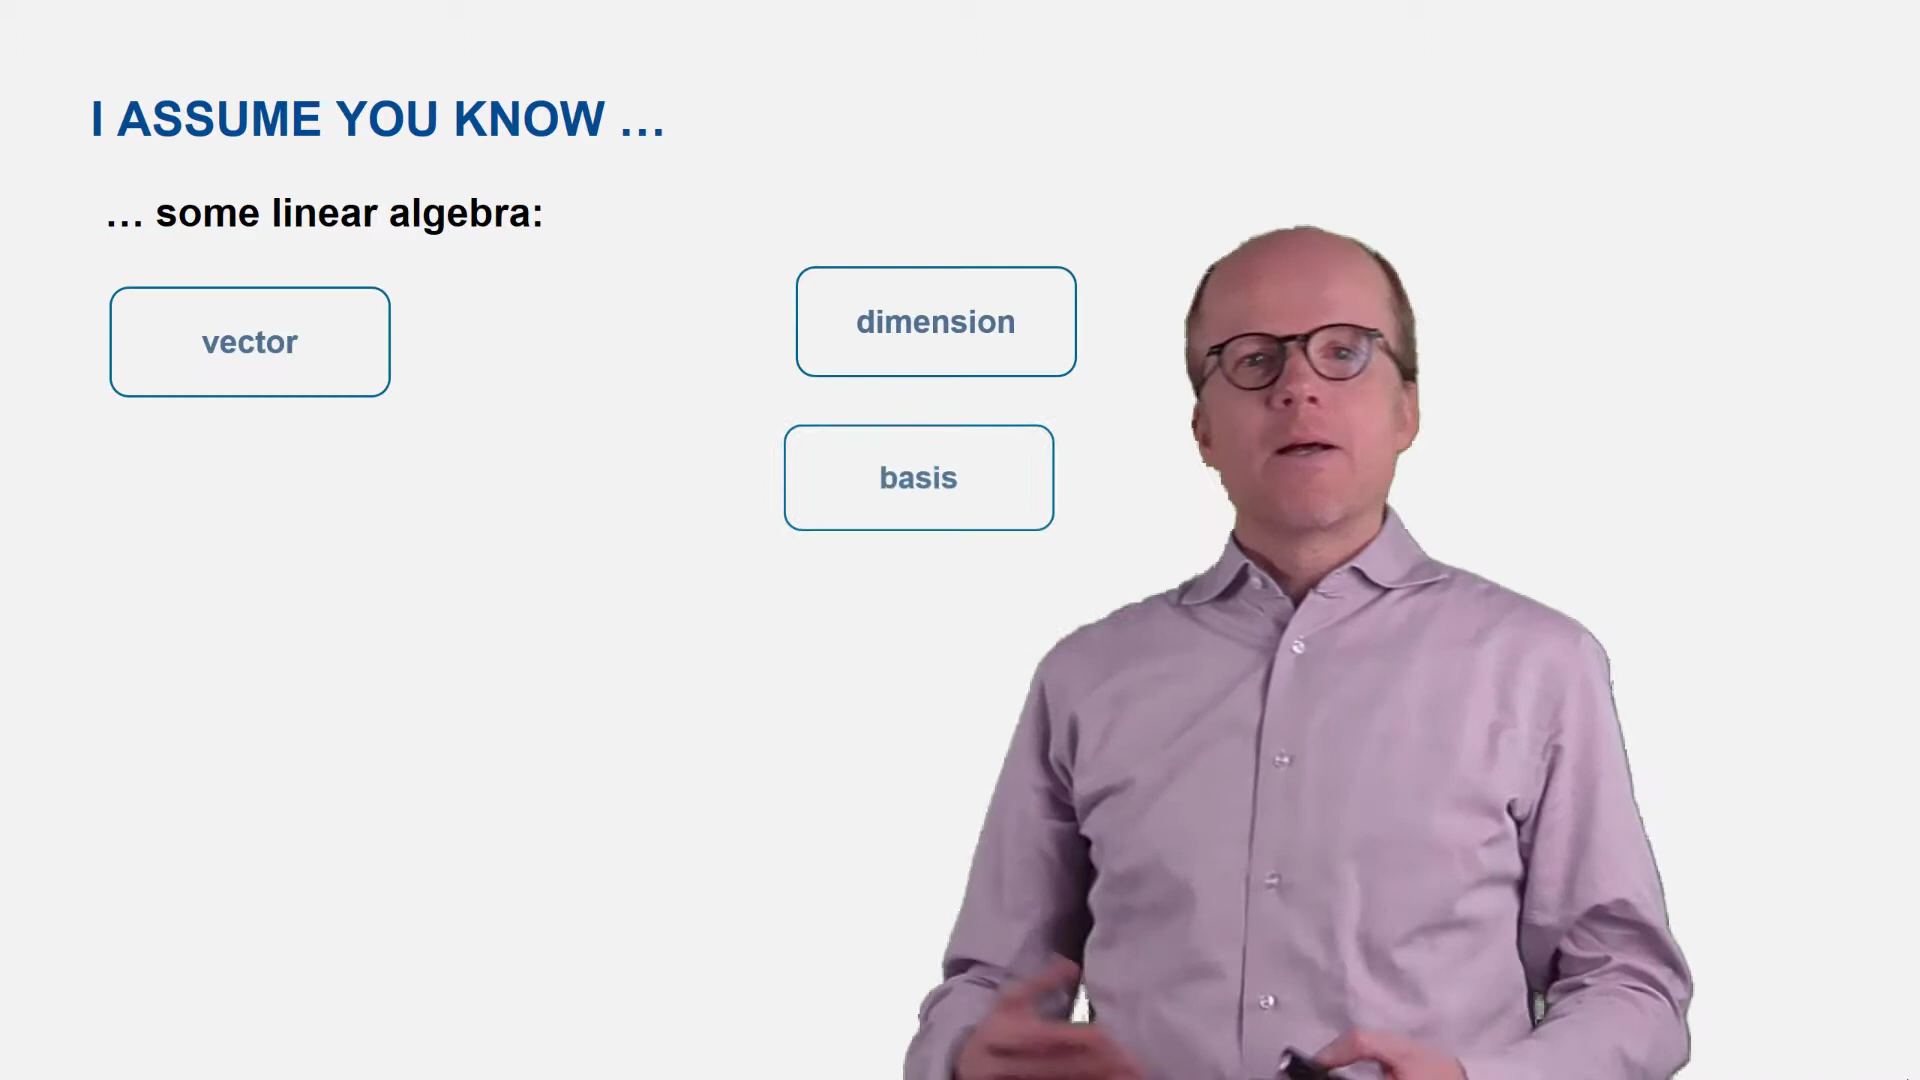 I ASSUME YOU KNOW …
… some linear algebra:
vector
dimension
basis